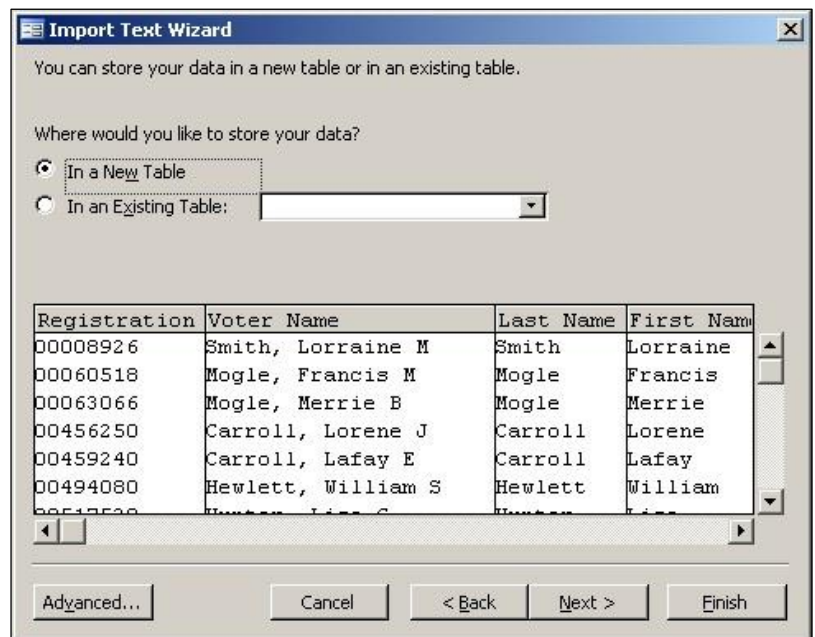 Import Text Wizard
You can store your data in a new table or in an existing table.
Where would you like to store your data?
In a New Table
In an Existing Table:
Registration Voter Name Last Name First Nam
00008926 Smith, Lorraine M Smith Lorraine
00060518 Mogle, Francis M Mogle Francis
00063066 Mogle, Merrie B Mogle Merrie
00456250 Carroll, Lorene J Carroll Lorene
00459240 Carroll, Lafay E Carroll Lafay
00494080 Hewlett, William S Hewlett William
Advanced... Cancel < Back Next > Finish